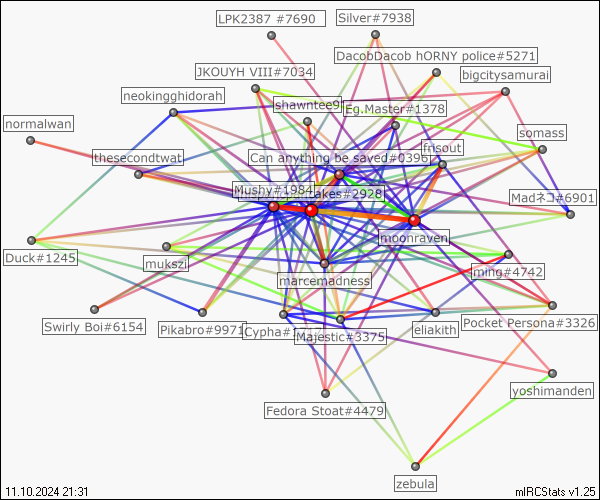 LPK2387 #7690
Silver#7938
DacobDacob hORNY police#5271
JKOUYH VIII#7034
bigcitysamurai
neokingghidorah
shawntee9
Eg.Master#1378
normalwan
somass
frisout
thesecondtwat
Can anything be saved#0396
Mushy#1984
akes#2928
Madネコ#6901
moonraven
Duck#1245
mukszi
ming#4742
marcemadness
Swirly Boi#6154
Pikabro#9971
Cypha#
Majestic#3375
eliakith
Pocket Persona#3326
yoshimanden
Fedora Stoat#4479
zebula
11.10.2024 21:31
mIRCStats v1.25